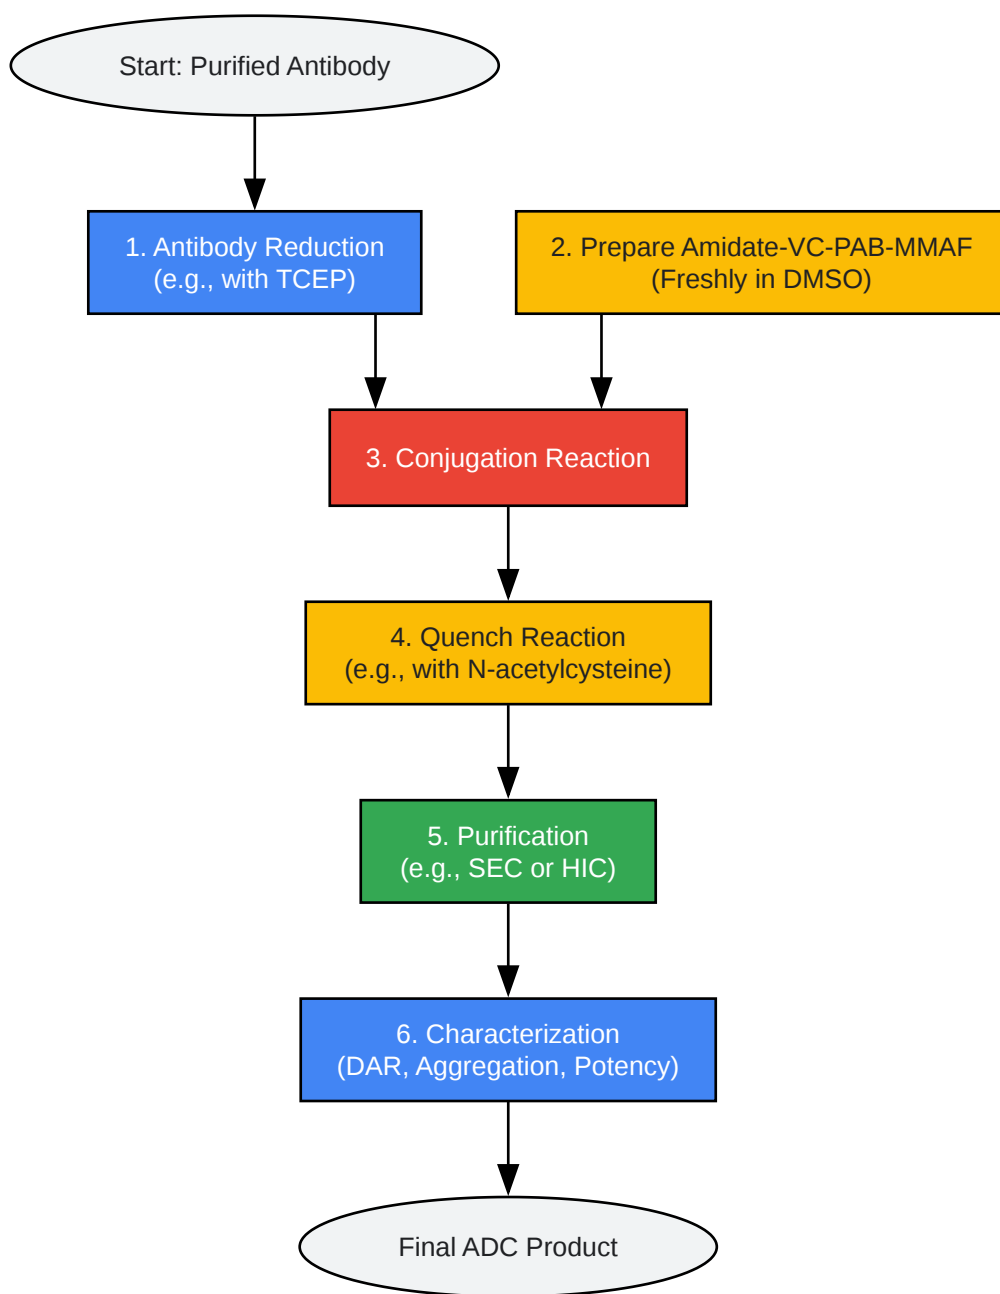 Start: Purified Antibody
1. Antibody Reduction
(e.g., with TCEP)
2. Prepare Amidate-VC-PAB-MMAF
(Freshly in DMSO)
3. Conjugation Reaction
4. Quench Reaction
(e.g., with N-acetylcysteine)
5. Purification
(e.g., SEC or HIC)
6. Characterization
(DAR, Aggregation, Potency)
Final ADC Product